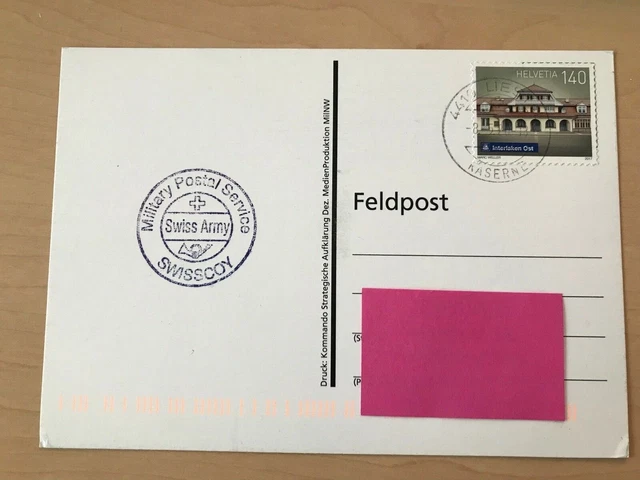 HELVETIA 140
Interlaken Ost
KASERNE
Feldpost
Military Postal Service
Swiss Army
SWISSCOY
Druck: Kommando Strategische Aufklärung Dez. MedienProduktion MilNW
(S
(P